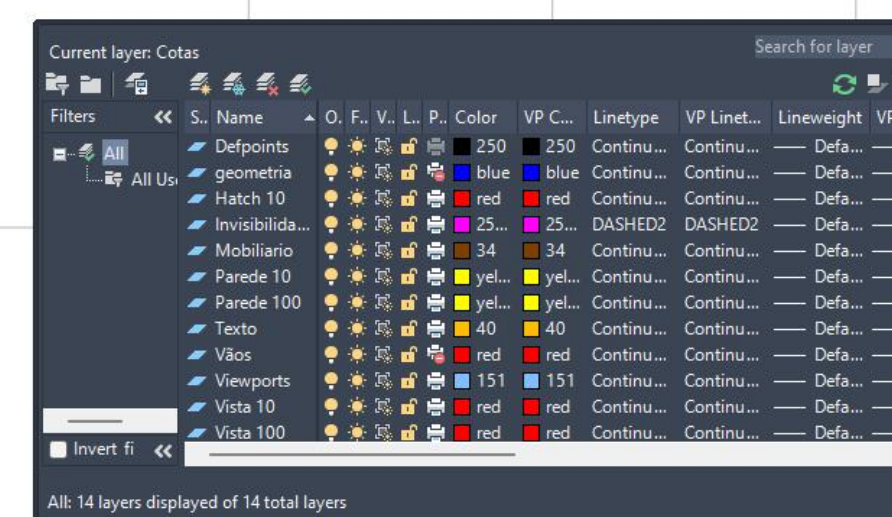 Current layer: Cotas
Search for layer
Filters
S.. Name O. F.. V.. L.. P.. Color VP C... Linetype VP Linet... Lineweight VP
All
All Us
Defpoints 250 250 Continu... Continu... Defa...
geometria blue blue Continu... Continu... Defa...
Hatch 10 red red Continu... Continu... Defa...
Invisibilida... 25... 25... DASHED2 DASHED2 Defa...
Mobiliario 34 34 Continu... Continu... Defa...
Parede 10 yel... yel... Continu... Continu... Defa...
Parede 100 yel... yel... Continu... Continu... Defa...
Texto 40 40 Continu... Continu... Defa...
Vãos red red Continu... Continu... Defa...
Viewports 151 151 Continu... Continu... Defa...
Vista 10 red red Continu... Continu... Defa...
Vista 100 red red Continu... Continu... Defa...
Invert fi
All: 14 layers displayed of 14 total layers